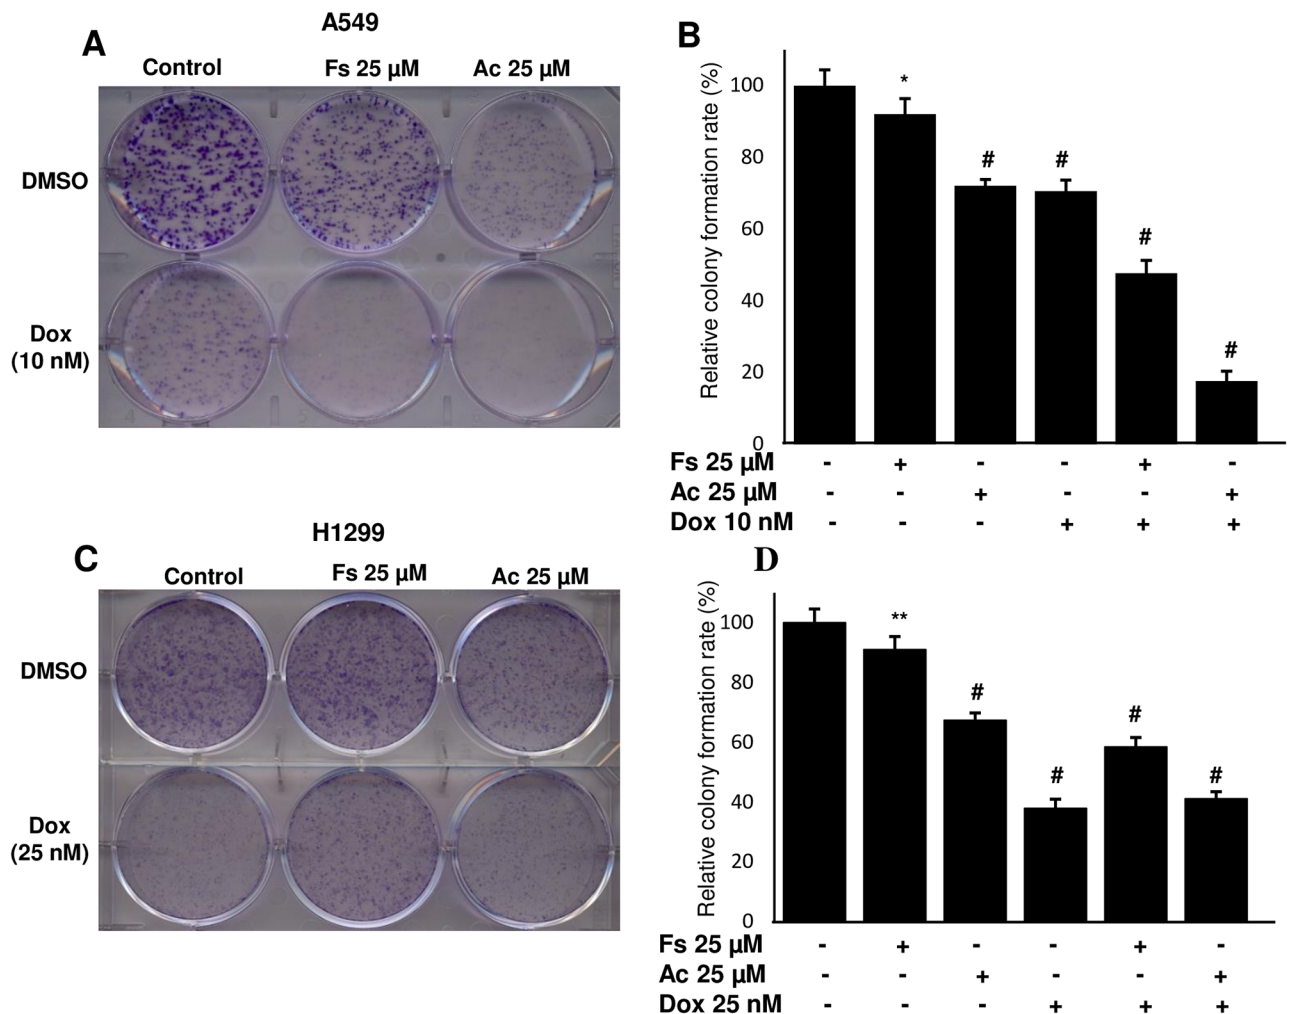 A549
A
Control Fs 25 µM Ac 25 µM
DMSO
Dox
(10 nM)
B
Relative colony formation rate (%)
100
80
60
40
20
0
*
#
#
#
#
Fs 25 µM - + - - + -
Ac 25 µM - - + - - +
Dox 10 nM - - - + + +
H1299
C
Control Fs 25 µM Ac 25 µM
DMSO
Dox
(25 nM)
D
Relative colony formation rate (%)
100
80
60
40
20
0
**
#
#
#
#
Fs 25 µM - + - - + -
Ac 25 µM - - + - - +
Dox 25 nM - - - + + +